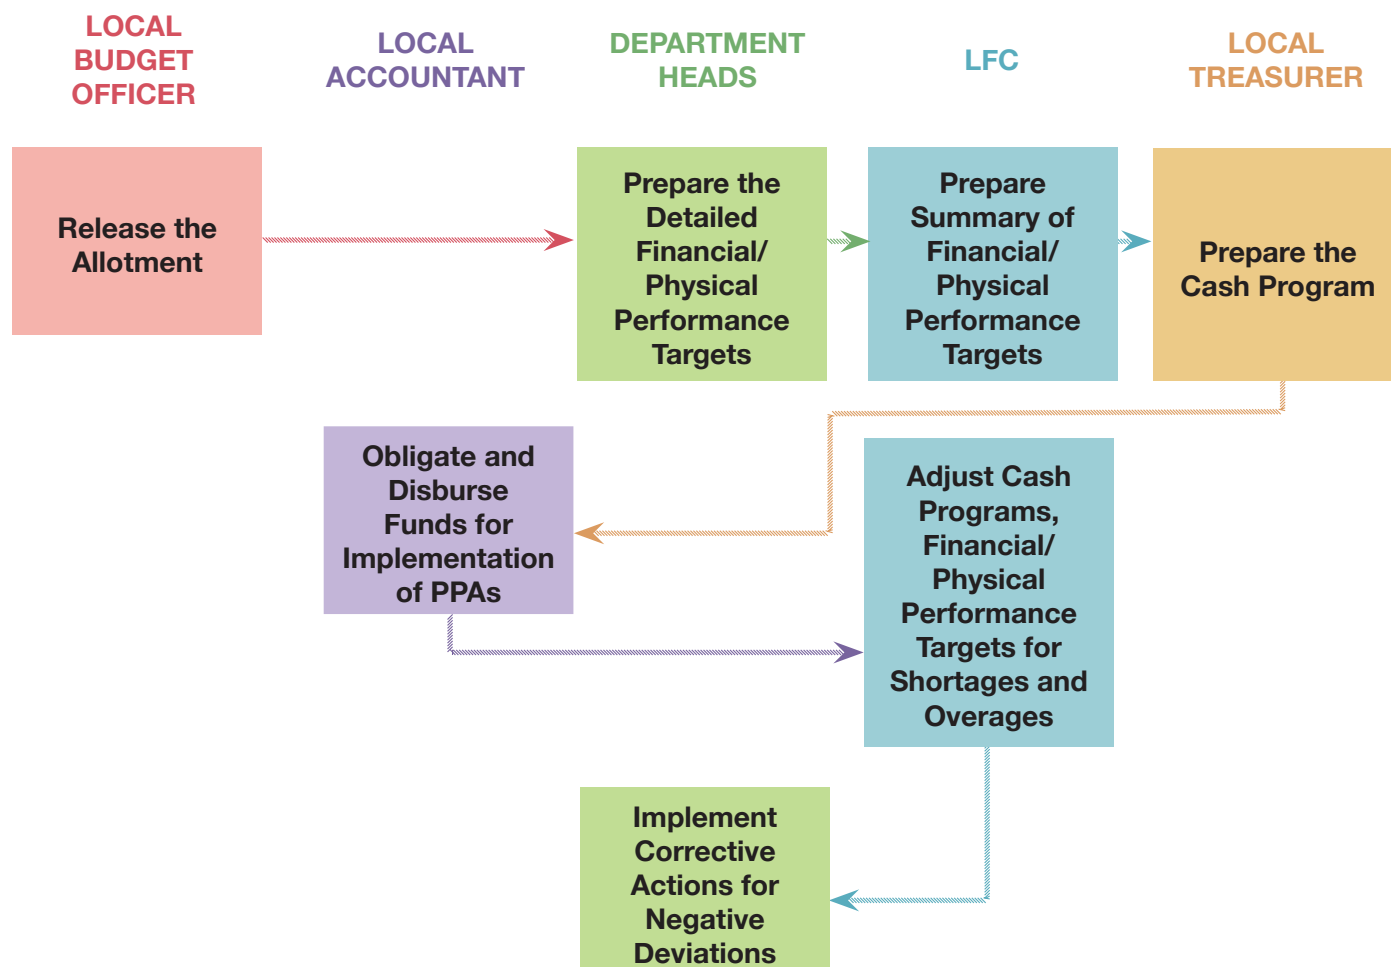 LOCAL
BUDGET
OFFICER
LOCAL
ACCOUNTANT
DEPARTMENT
HEADS
LFC
LOCAL
TREASURER
Release the
Allotment
Prepare the
Detailed
Financial/
Physical
Performance
Targets
Prepare
Summary of
Financial/
Physical
Performance
Targets
Prepare the
Cash Program
Obligate and
Disburse
Funds for
Implementation
of PPAs
Adjust Cash
Programs,
Financial/
Physical
Performance
Targets for
Shortages and
Overages
Implement
Corrective
Actions for
Negative
Deviations